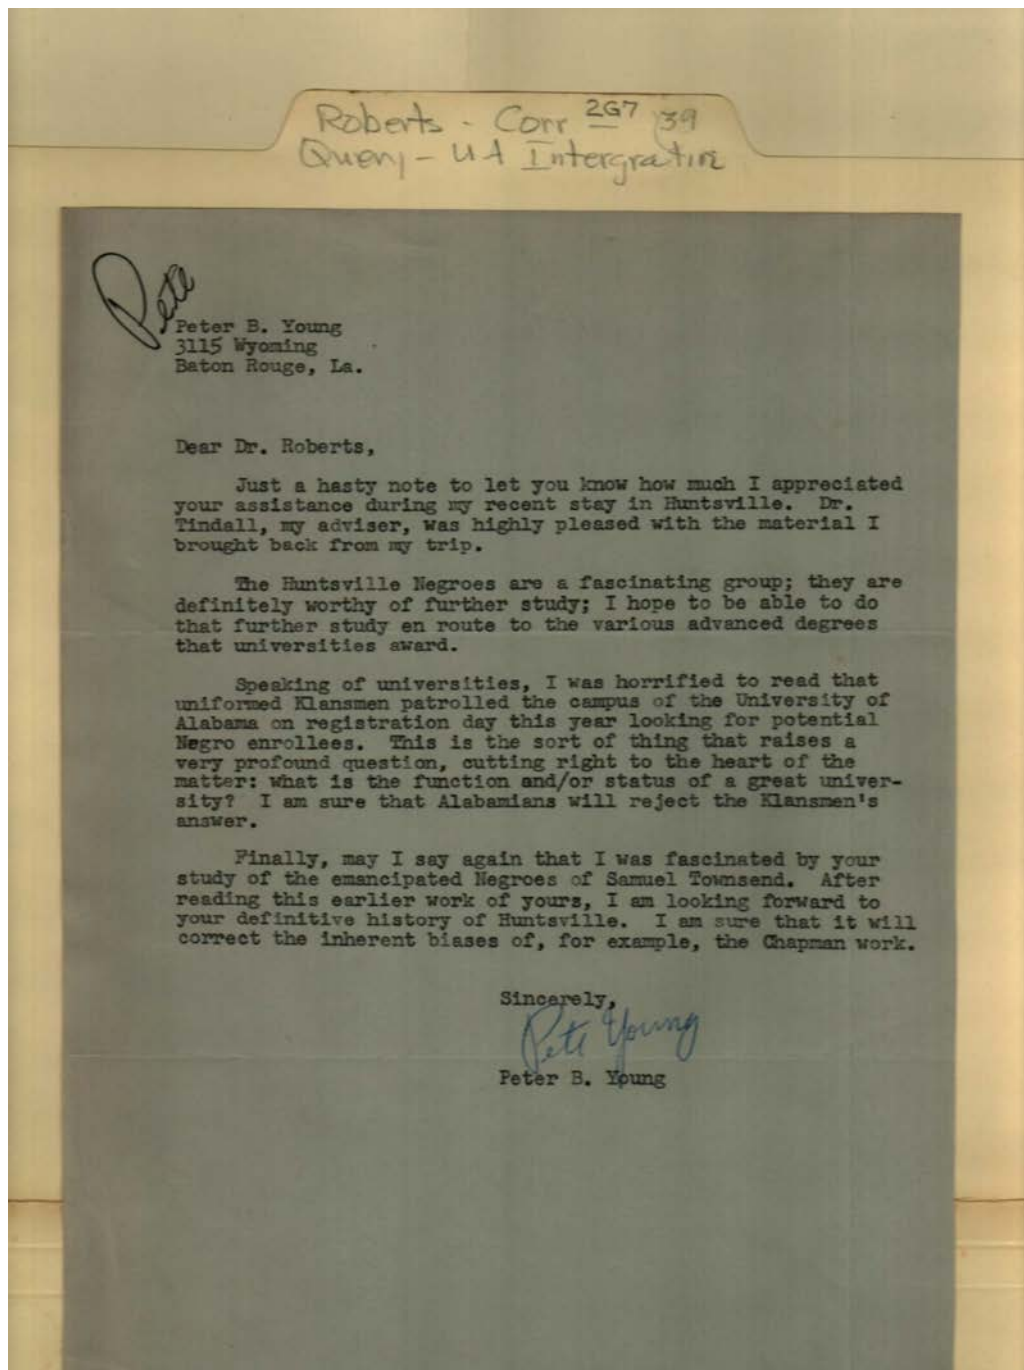 Roberts - Corr 2G7 39
Query - UA Intergration
Pete
Peter B. Young
3115 Wyoming
Baton Rouge, La.
Dear Dr. Roberts,
Just a hasty note to let you know how much I appreciated
your assistance during my recent stay in Huntsville. Dr.
Tindall, my adviser, was highly pleased with the material I
brought back from my trip.
The Huntsville Negroes are a fascinating group; they are
definitely worthy of further study; I hope to be able to do
that further study en route to the various advanced degrees
that universities award.
Speaking of universities, I was horrified to read that
uniformed Klansmen patrolled the campus of the University of
Alabama on registration day this year looking for potential
Negro enrollees. This is the sort of thing that raises a
very profound question, cutting right to the heart of the
matter: what is the function and/or status of a great univer-
sity? I am sure that Alabamians will reject the Klansmen's
answer.
Finally, may I say again that I was fascinated by your
study of the emancipated Negroes of Samuel Townsend. After
reading this earlier work of yours, I am looking forward to
your definitive history of Huntsville. I am sure that it will
correct the inherent biases of, for example, the Chapman work.
Sincerely,
Pete Young
Peter B. Young